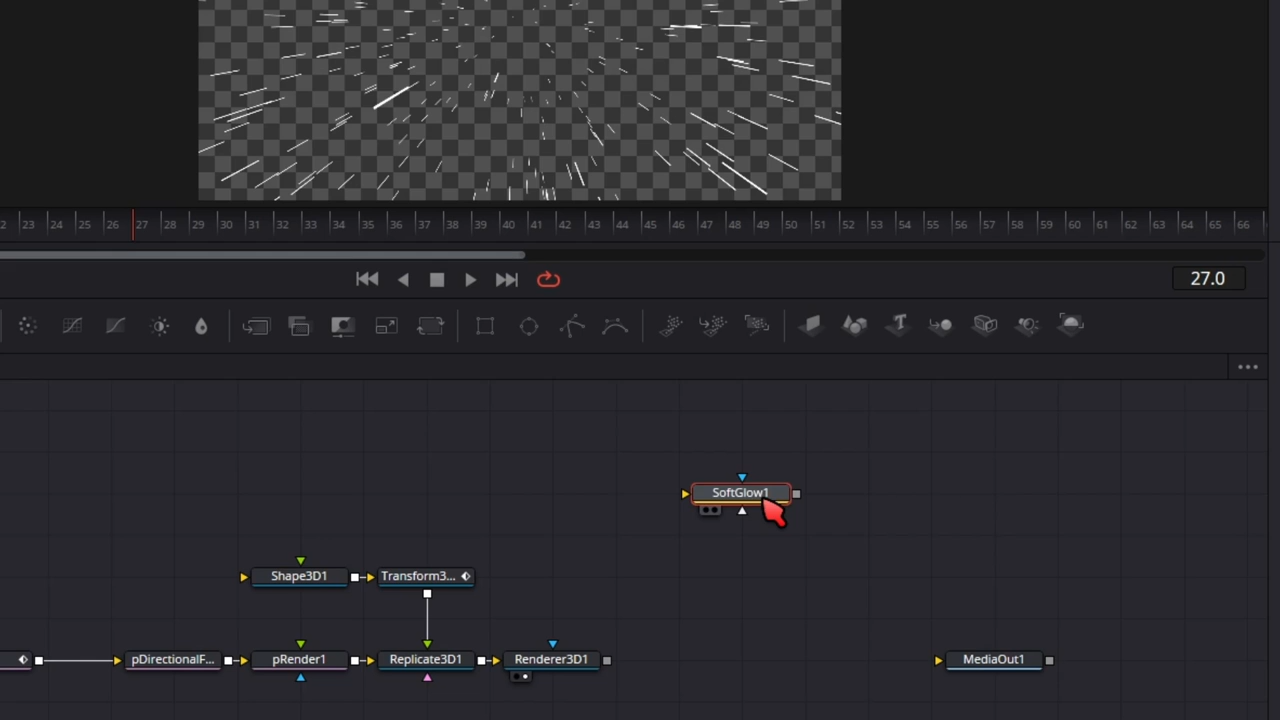 2 23 24 25 26 27 28 29 30 31 32 33 34 35 36 37 38 39 40 41 42 43 44 45 46 47 48 49 50 51 52 53 54 55 56 57 58 59 60 61 62 63 64 65 66
27.0
SoftGlow1
Shape3D1 Transform3...
pDirectionalF... pRender1 Replicate3D1 Renderer3D1 MediaOut1